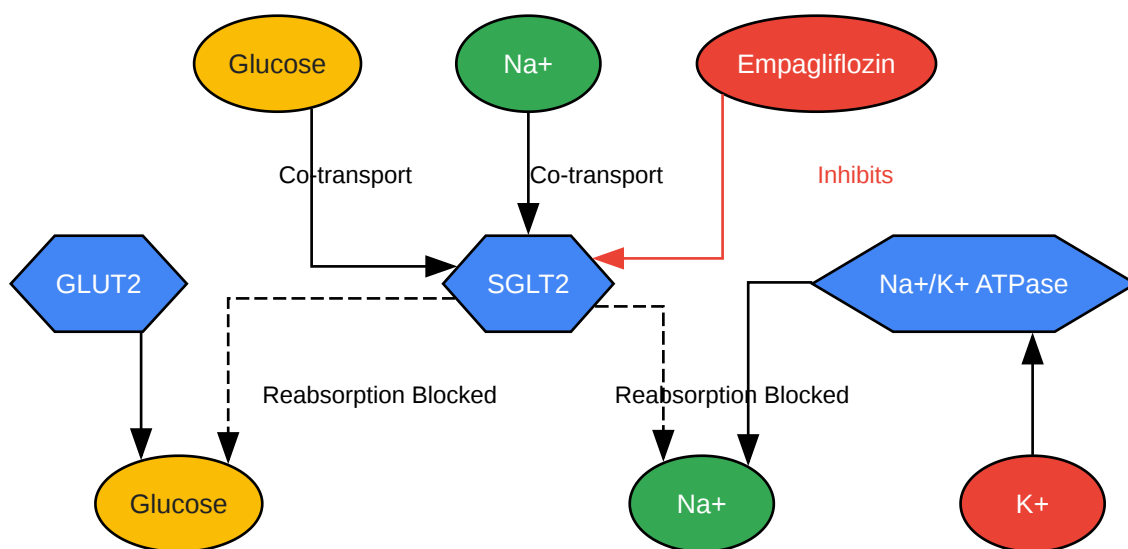 Glucose
Na+
Empagliflozin
Co-transport
Co-transport
Inhibits
GLUT2
SGLT2
Na+/K+ ATPase
Reabsorption Blocked
Reabsorption Blocked
Glucose
Na+
K+